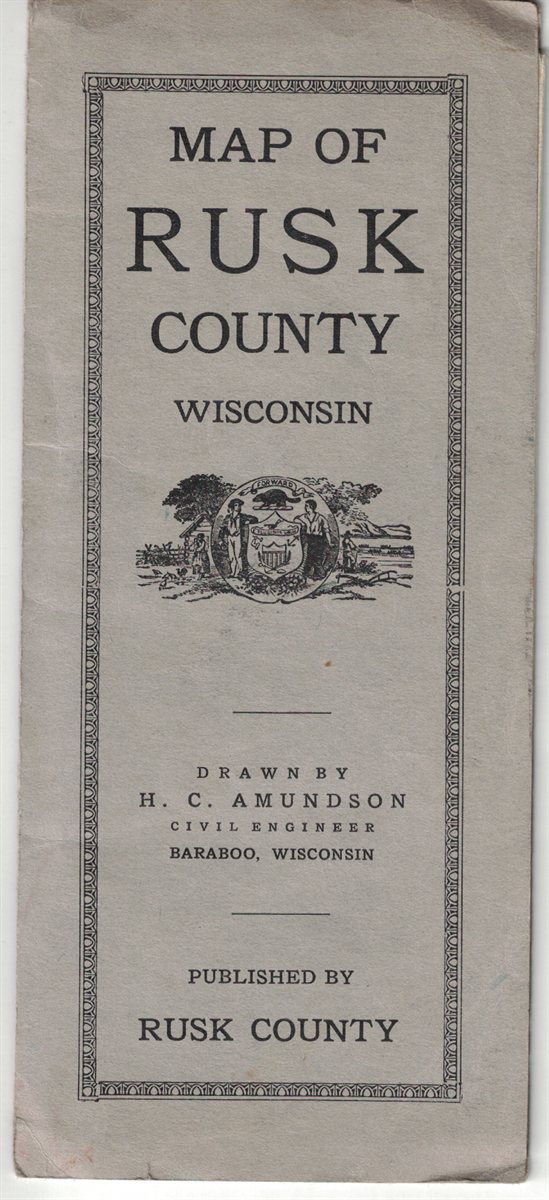 MAP OF
RUSK
COUNTY
WISCONSIN
FORWARD
DRAWN BY
H. C. AMUNDSON
CIVIL ENGINEER
BARABOO, WISCONSIN
PUBLISHED BY
RUSK COUNTY